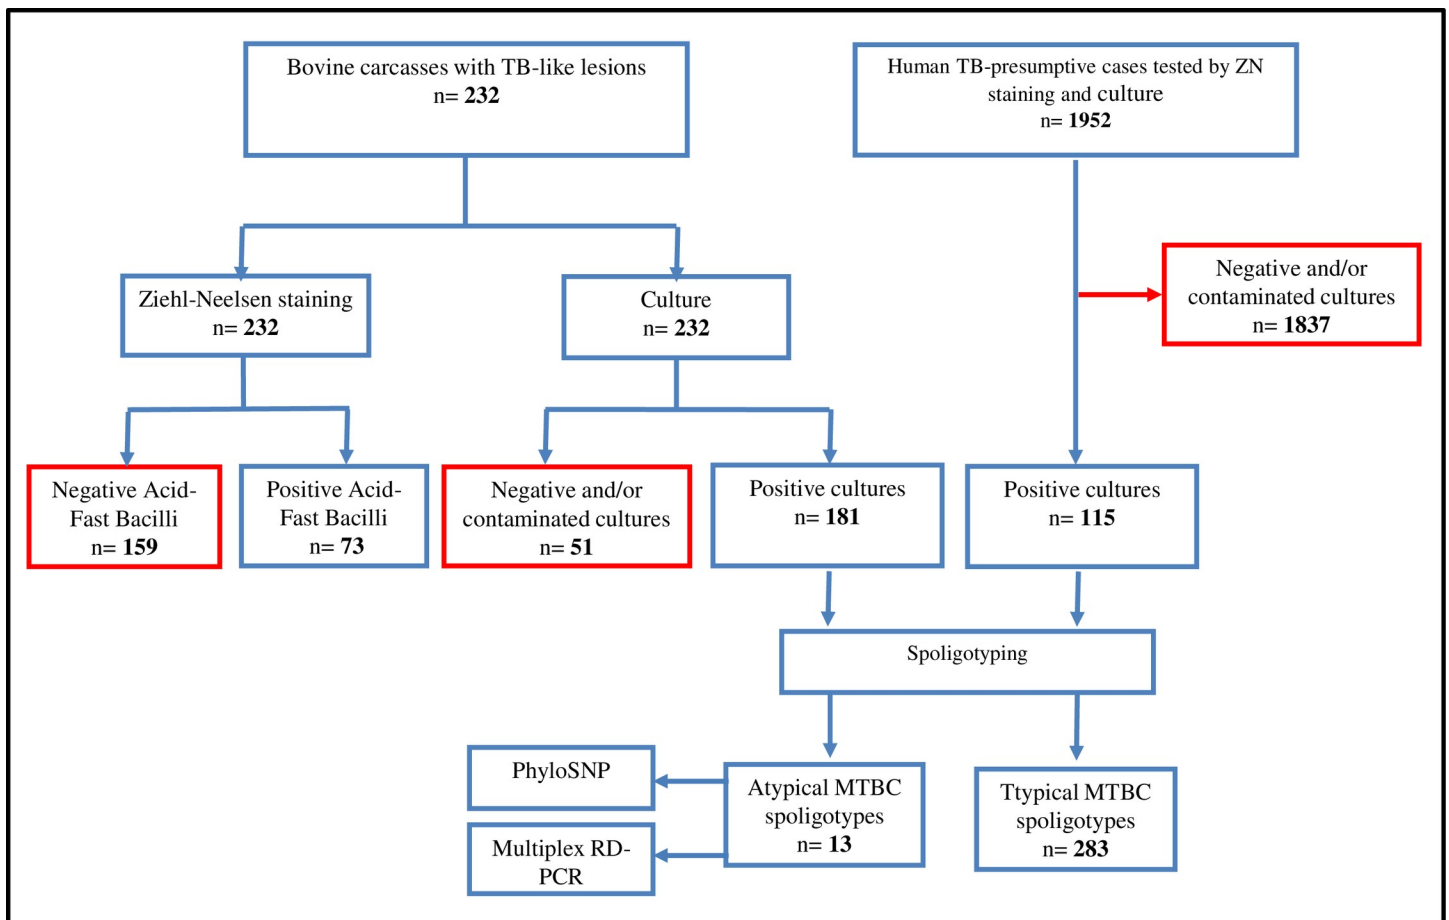 Bovine carcasses with TB-like lesions
n= 232
Human TB-presumptive cases tested by ZN
staining and culture
n= 1952
Negative and/or
contaminated cultures
n= 1837
Ziehl-Neelsen staining
n= 232
Culture
n= 232
Negative Acid-
Fast Bacilli
n= 159
Positive Acid-
Fast Bacilli
n= 73
Negative and/or
contaminated cultures
n= 51
Positive cultures
n= 181
Positive cultures
n= 115
Spoligotyping
PhyloSNP
Multiplex RD-
PCR
Atypical MTBC
spoligotypes
n= 13
Ttypical MTBC
spoligotypes
n= 283